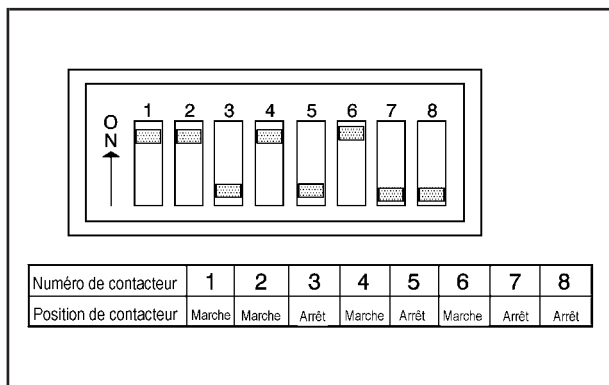 1 2 3 4 5 6 7 8
ON
Numéro de contacteur 1 2 3 4 5 6 7 8
Position de contacteur Marche Marche Arrêt Marche Arrêt Marche Arrêt Arrêt